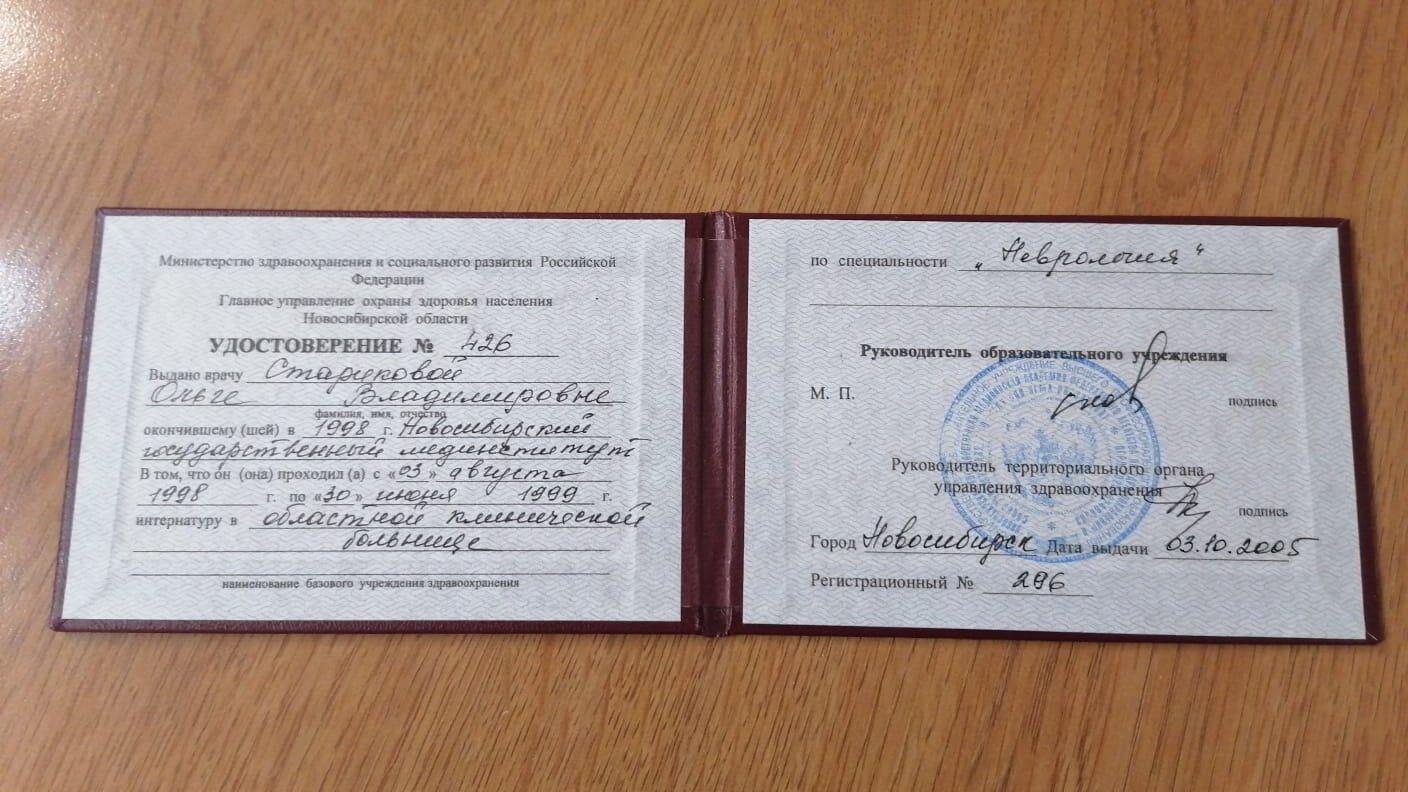 Министерство здравоохранения и социального развития Российской
Федерации
Главное управление охраны здоровья населения
Новосибирской области
УДОСТОВЕРЕНИЕ № 426
Выдано врачу Стариковой
Ольге Владимировне
фамилия, имя, отчество
окончившему (шей) в 1998 г. Новосибирский
государственный мединститут
В том, что он (она) проходил (а) с «03» августа
1998 г. по «30» июня 1999 г.
интернатуру в областной клинической
больнице
наименование базового учреждения здравоохранения
по специальности „Неврология“
Руководитель образовательного учреждения
М. П.
подпись
Руководитель территориального органа
управления здравоохранения
подпись
Город Новосибирск Дата выдачи 03.10.2005
Регистрационный № 296